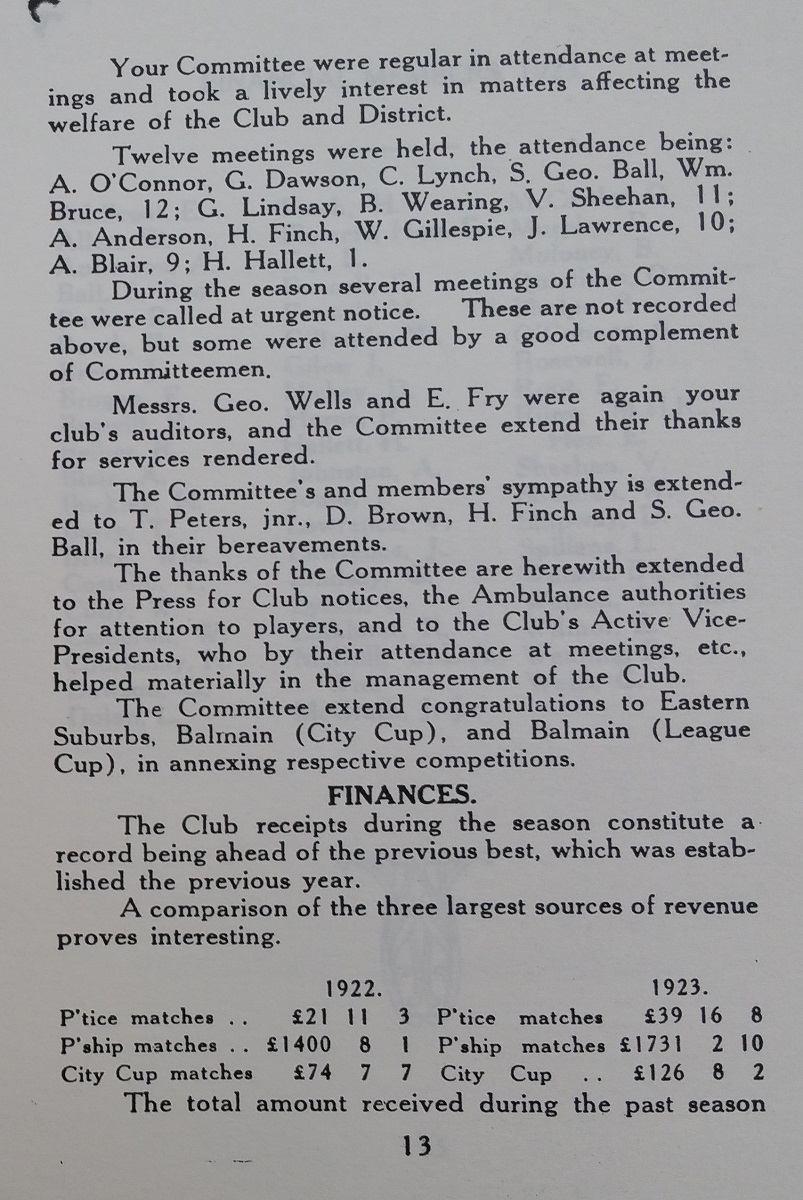 Your Committee were regular in attendance at meet-
ings and took a lively interest in matters affecting the
welfare of the Club and District.
Twelve meetings were held, the attendance being:
A. O'Connor, G. Dawson, C. Lynch, S. Geo. Ball, Wm.
Bruce, 12; G. Lindsay, B. Wearing, V. Sheehan, 11;
A. Anderson, H. Finch, W. Gillespie, J. Lawrence, 10;
A. Blair, 9; H. Hallett, 1.
During the season several meetings of the Commit-
tee were called at urgent notice. These are not recorded
above, but some were attended by a good complement
of Committeemen.
Messrs. Geo. Wells and E. Fry were again your
club's auditors, and the Committee extend their thanks
for services rendered.
The Committee's and members' sympathy is extend-
ed to T. Peters, jnr., D. Brown, H. Finch and S. Geo.
Ball, in their bereavements.
The thanks of the Committee are herewith extended
to the Press for Club notices, the Ambulance authorities
for attention to players, and to the Club's Active Vice-
Presidents, who by their attendance at meetings, etc.,
helped materially in the management of the Club.
The Committee extend congratulations to Eastern
Suburbs, Balmain (City Cup), and Balmain (League
Cup), in annexing respective competitions.
FINANCES.
The Club receipts during the season constitute a
record being ahead of the previous best, which was estab-
lished the previous year.
A comparison of the three largest sources of revenue
proves interesting.
1922. 1923.
P'tice matches .. £21 11 3 P'tice matches £39 16 8
P'ship matches .. £1400 8 1 P'ship matches £1731 2 10
City Cup matches £74 7 7 City Cup .. £126 8 2
The total amount received during the past season
13